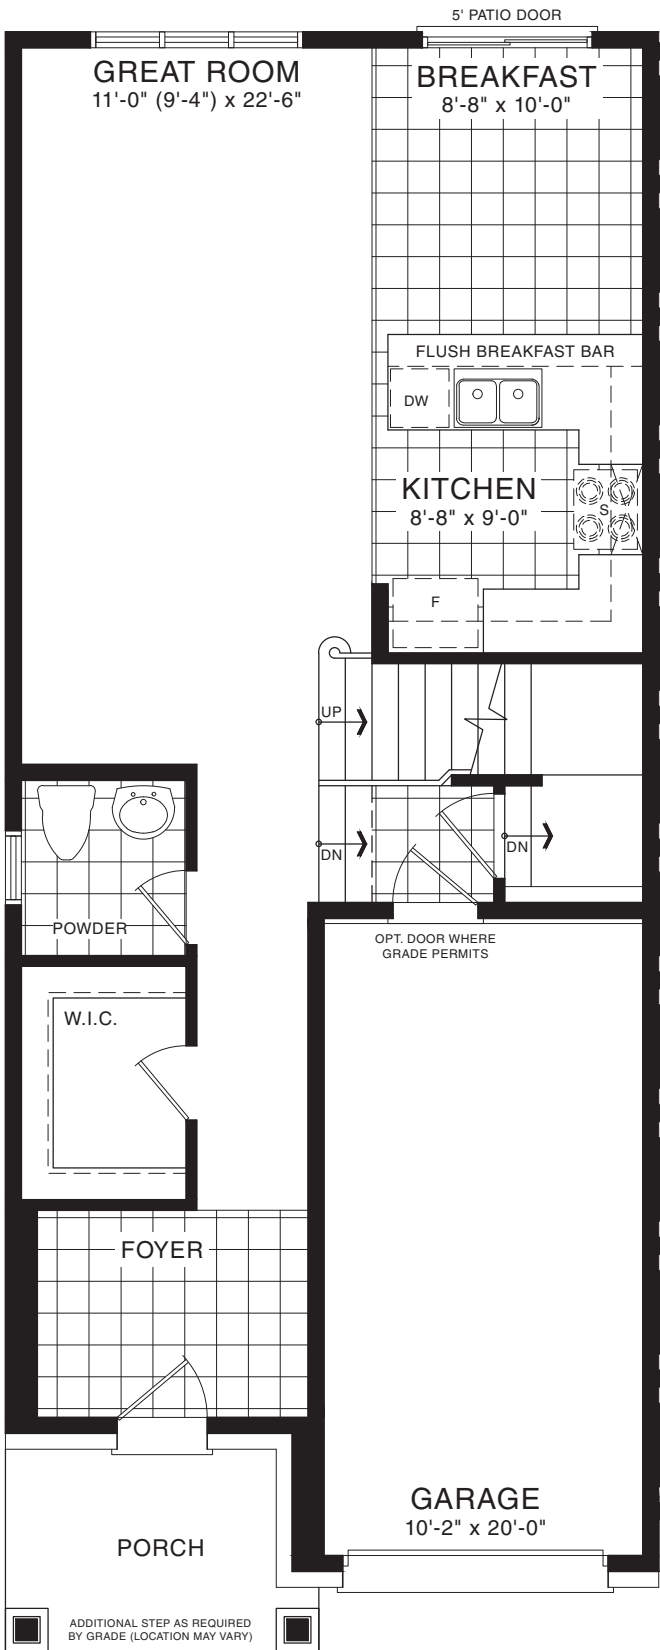 5' PATIO DOOR
GREAT ROOM
11'-0" (9'-4") x 22'-6"
BREAKFAST
8'-8" x 10'-0"
FLUSH BREAKFAST BAR
DW
KITCHEN
8'-8" x 9'-0"
S
F
UP
DN
DN
POWDER
OPT. DOOR WHERE
GRADE PERMITS
W.I.C.
FOYER
GARAGE
10'-2" x 20'-0"
PORCH
ADDITIONAL STEP AS REQUIRED
BY GRADE (LOCATION MAY VARY)